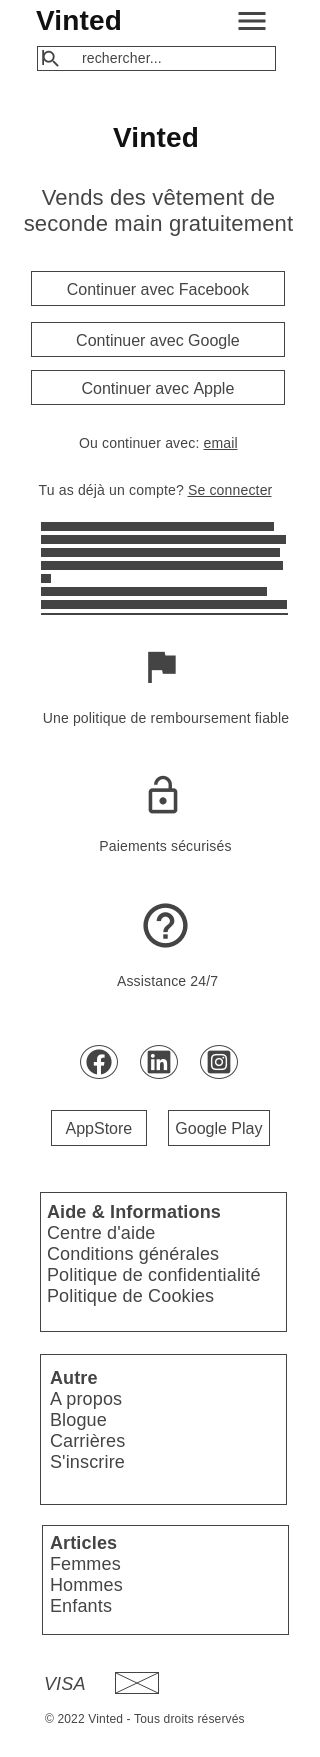 Vinted
rechercher...
Vinted
Vends des vêtement de
seconde main gratuitement
Continuer avec Facebook
Continuer avec Google
Continuer avec Apple
Ou continuer avec: email
Tu as déjà un compte? Se connecter
Une politique de remboursement fiable
Paiements sécurisés
Assistance 24/7
AppStore
Google Play
Aide & Informations
Centre d'aide
Conditions générales
Politique de confidentialité
Politique de Cookies
Autre
A propos
Blogue
Carrières
S'inscrire
Articles
Femmes
Hommes
Enfants
VISA
© 2022 Vinted - Tous droits réservés